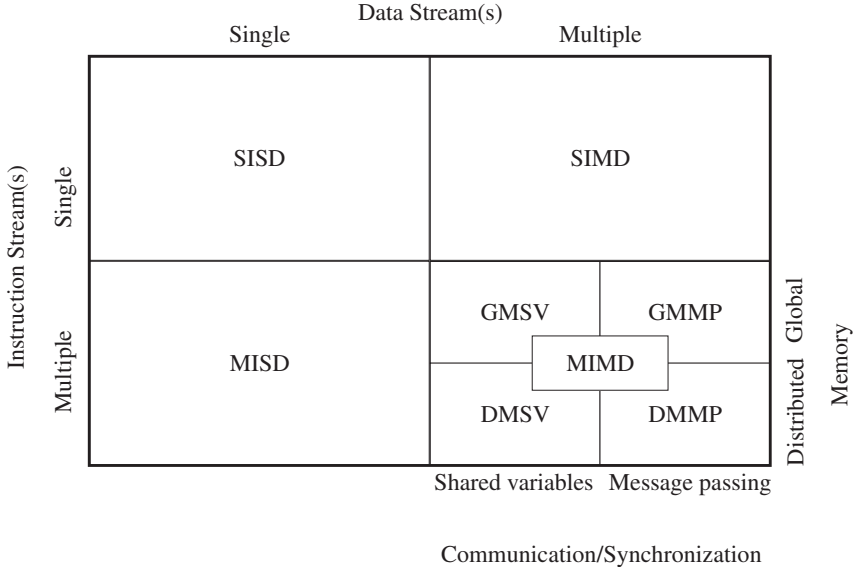 Data Stream(s)
Single Multiple
Instruction Stream(s)
Single
SISD SIMD
Multiple
MISD
GMSV GMMP
MIMD
DMSV DMMP
Global
Distributed
Memory
Shared variables Message passing
Communication/Synchronization